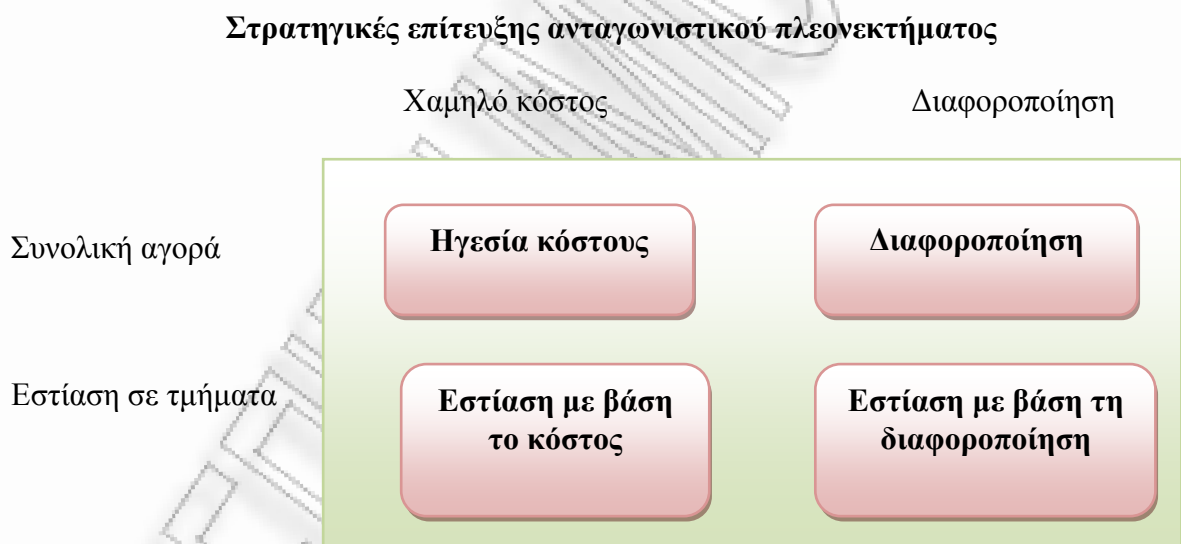 Στρατηγικές επίτευξης ανταγωνιστικού πλεονεκτήματος
Χαμηλό κόστος Διαφοροποίηση
Συνολική αγορά Ηγεσία κόστους Διαφοροποίηση
Εστίαση σε τμήματα
Εστίαση με βάση
το κόστος
Εστίαση με βάση τη
διαφοροποίηση